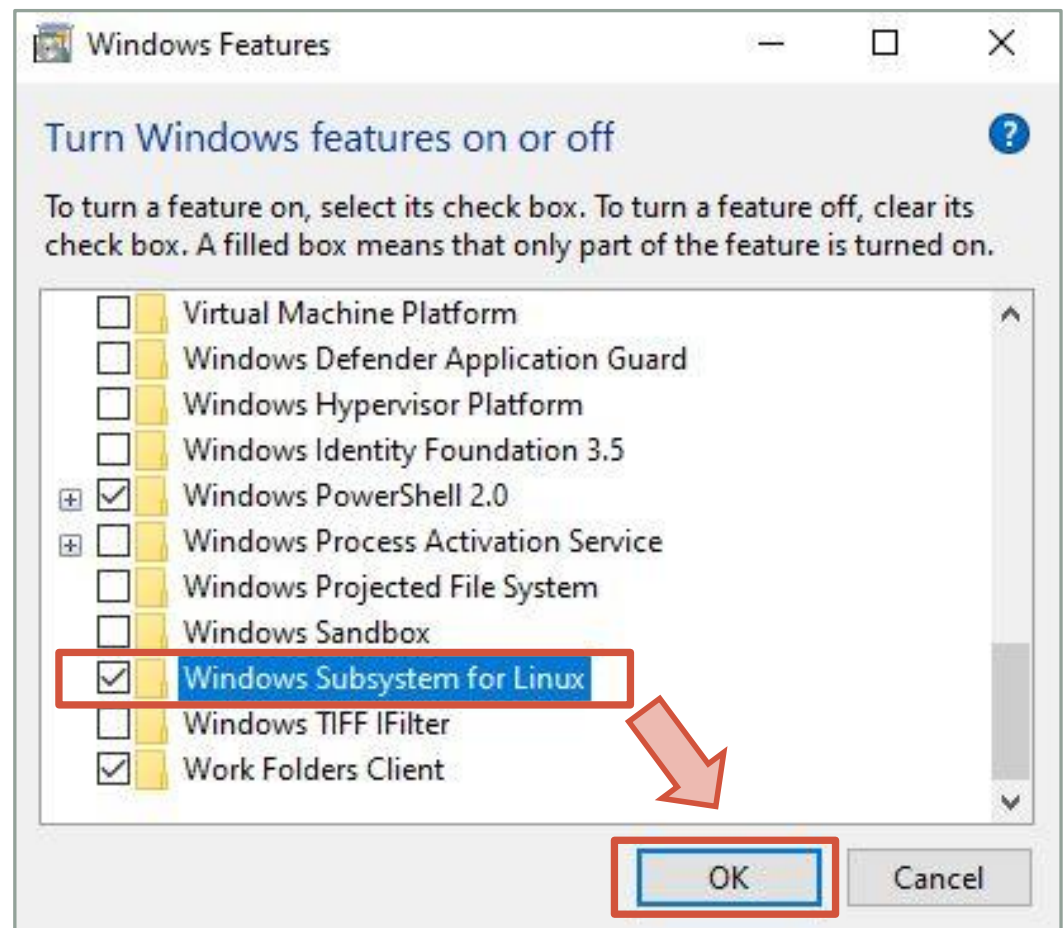 Windows Features
Turn Windows features on or off
To turn a feature on, select its check box. To turn a feature off, clear its
check box. A filled box means that only part of the feature is turned on.
Virtual Machine Platform
Windows Defender Application Guard
Windows Hypervisor Platform
Windows Identity Foundation 3.5
Windows PowerShell 2.0
Windows Process Activation Service
Windows Projected File System
Windows Sandbox
Windows Subsystem for Linux
Windows TIFF IFilter
Work Folders Client
OK Cancel